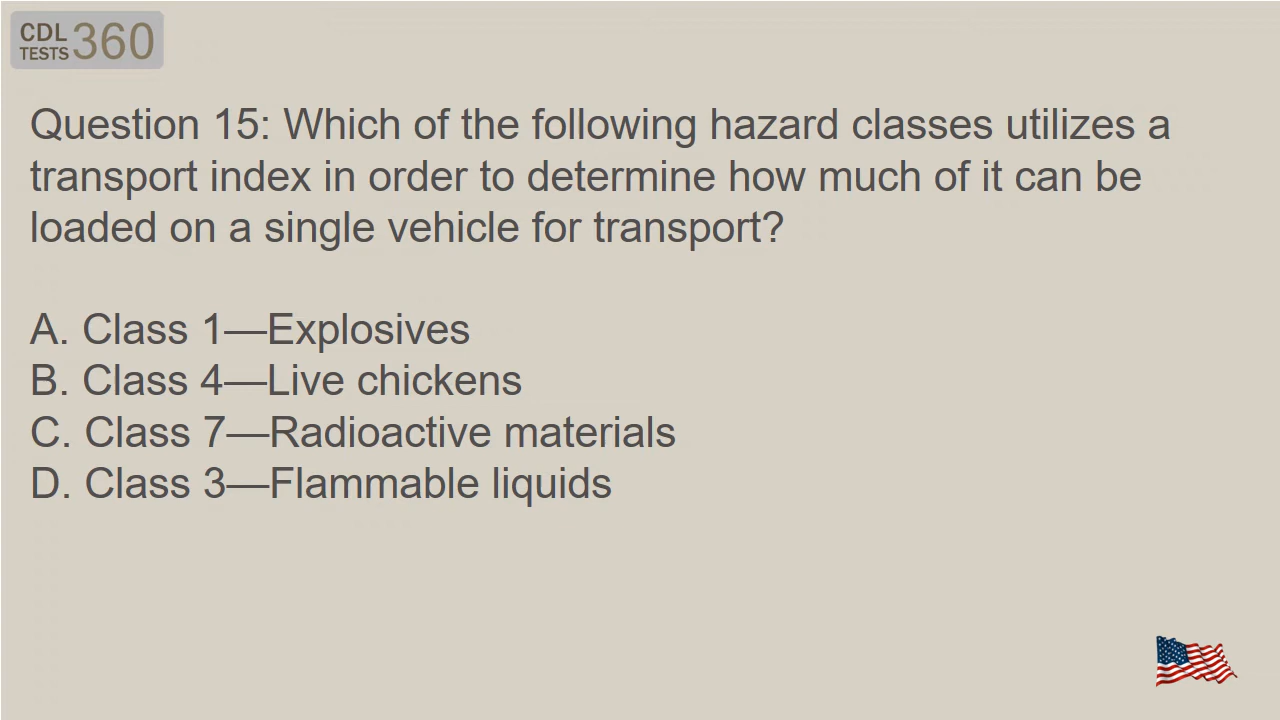 CDL
TESTS 360
Question 15: Which of the following hazard classes utilizes a
transport index in order to determine how much of it can be
loaded on a single vehicle for transport?
A. Class 1—Explosives
B. Class 4—Live chickens
C. Class 7—Radioactive materials
D. Class 3—Flammable liquids